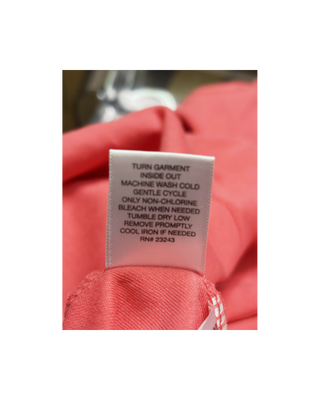 TURN GARMENT
INSIDE OUT
MACHINE WASH COLD
GENTLE CYCLE
ONLY NON-CHLORINE
BLEACH WHEN NEEDED
TUMBLE DRY LOW
REMOVE PROMPTLY
COOL IRON IF NEEDED
RN# 23243